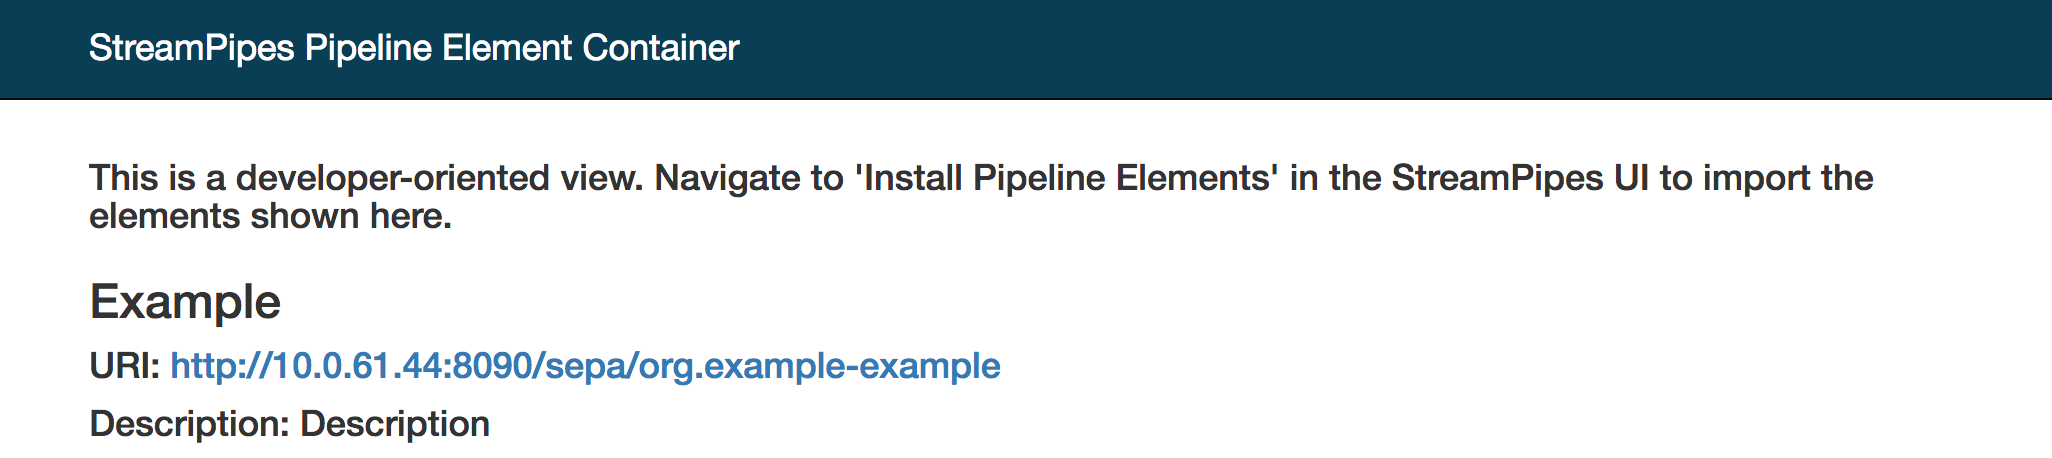 StreamPipes Pipeline Element Container
This is a developer-oriented view. Navigate to 'Install Pipeline Elements' in the StreamPipes UI to import the
elements shown here.
Example
URI: http://10.0.61.44:8090/sepa/org.example-example
Description: Description